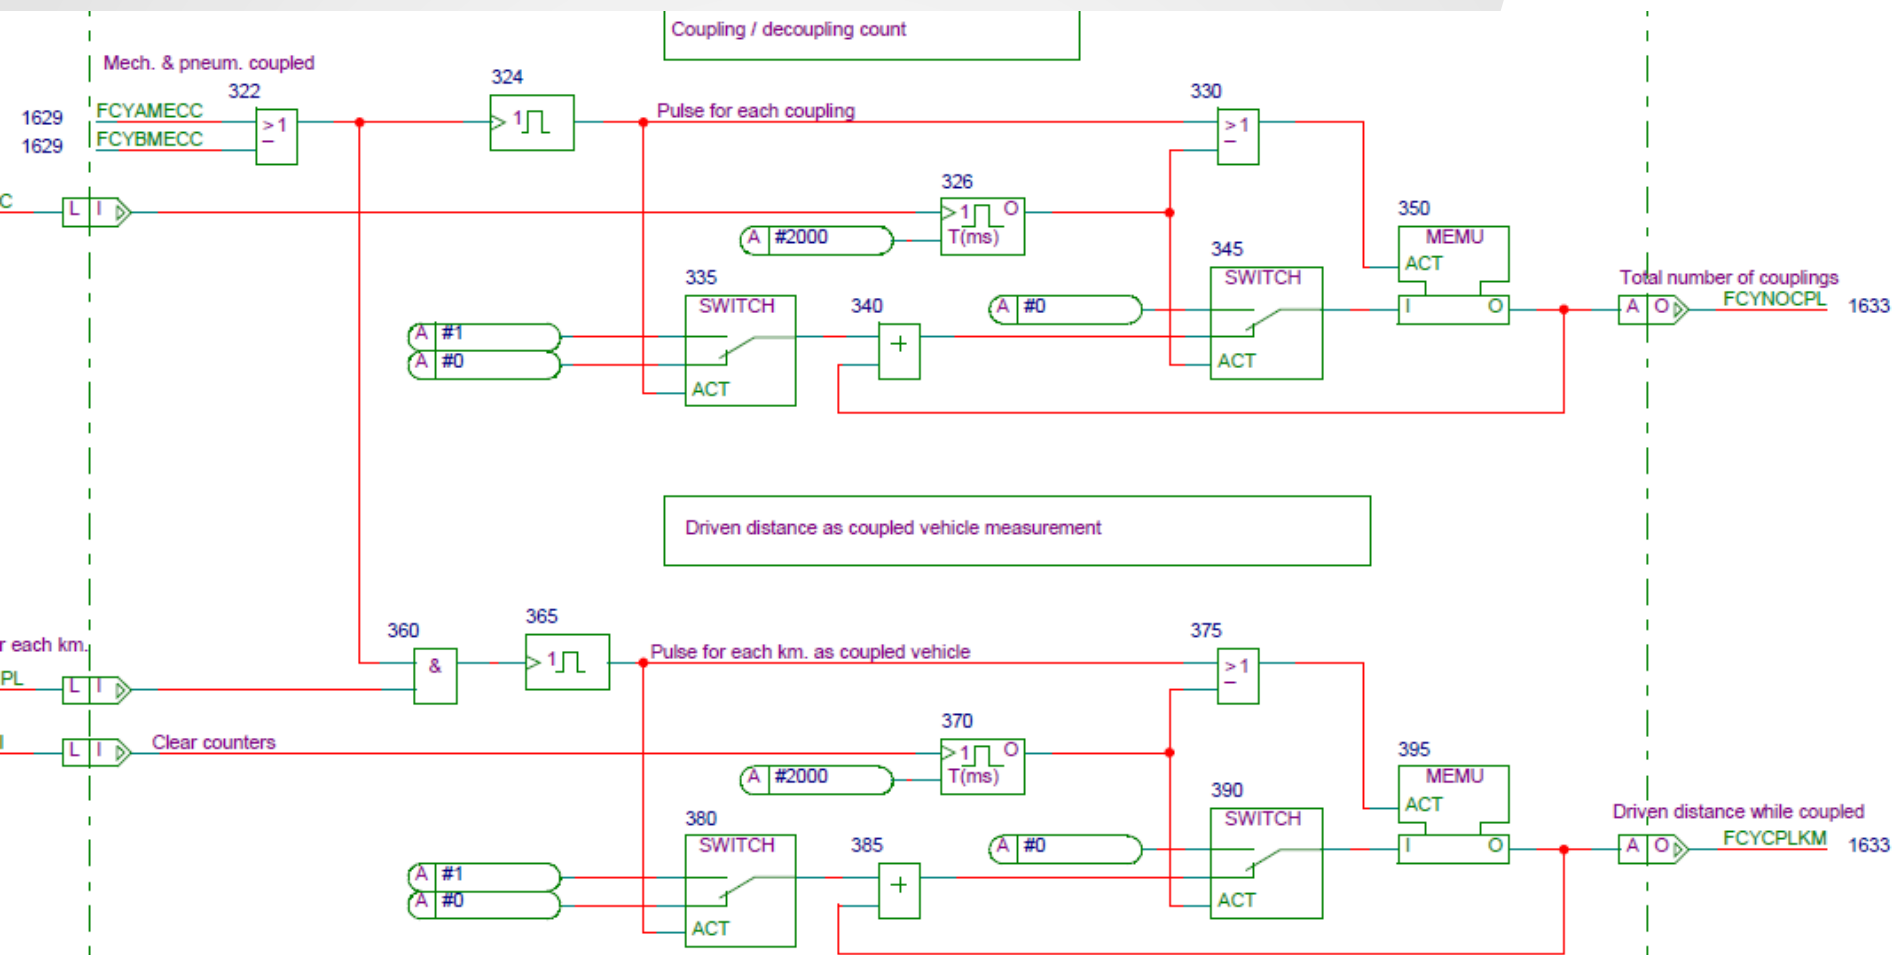 Coupling / decoupling count
Mech. & pneum. coupled
322
324
330
1629 FCYAMECC
1629 FCYBMECC
>1
>1
Pulse for each coupling
>1
C
L I
326
>1 O
T(ms)
A #2000
350
MEMU
ACT
I O
335
SWITCH
ACT
A #1
A #0
340
+
A #0
345
SWITCH
ACT
Total number of couplings
A O
FCYNOCPL 1633
Driven distance as coupled vehicle measurement
r each km.
PL
L I
360
&
365
>1
Pulse for each km. as coupled vehicle
375
>1
L I
Clear counters
370
>1 O
T(ms)
A #2000
395
MEMU
ACT
I O
380
SWITCH
ACT
A #1
A #0
385
+
A #0
390
SWITCH
ACT
Driven distance while coupled
A O
FCYCPLKM 1633